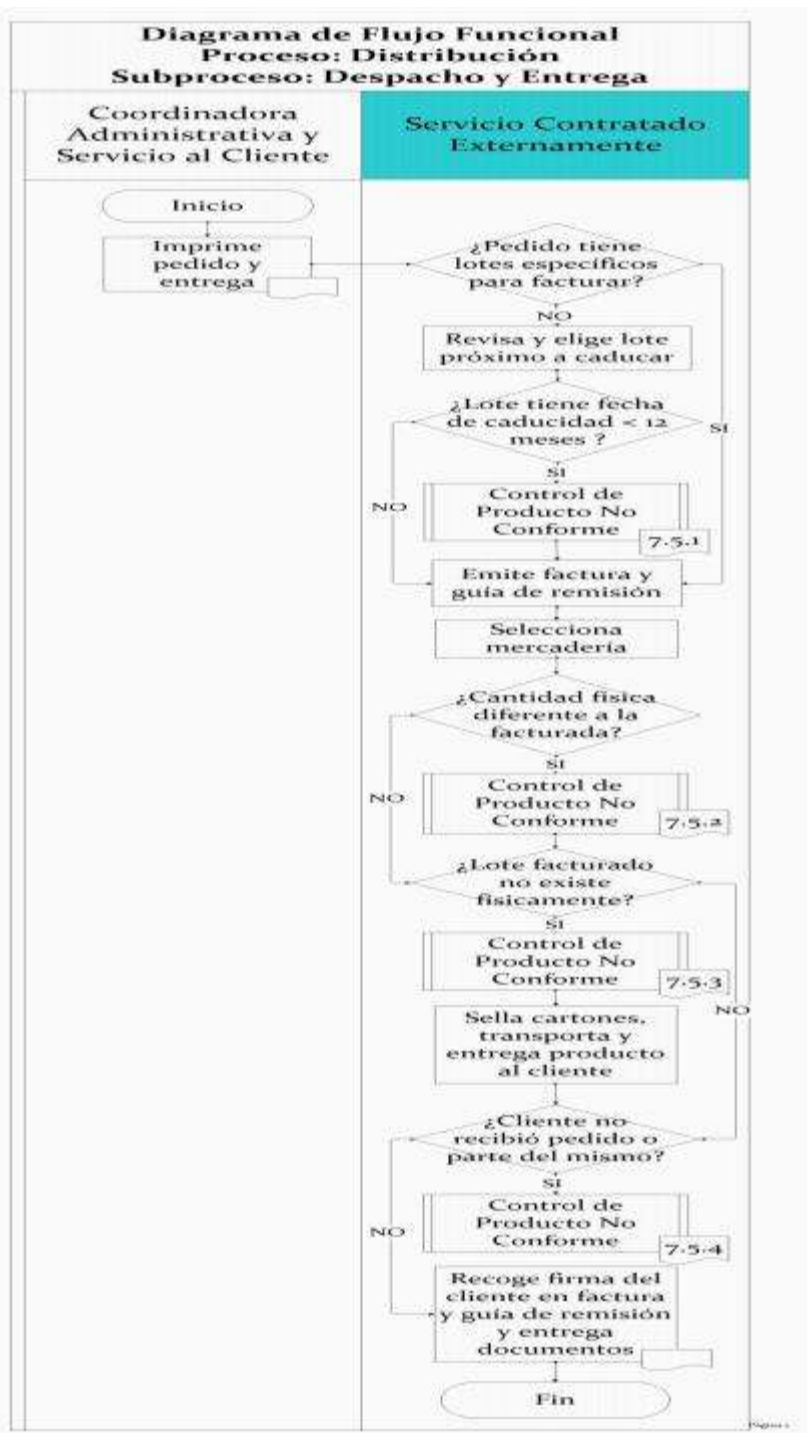 Diagrama de Flujo Funcional
Proceso: Distribución
Subproceso: Despacho y Entrega
Coordinadora
Administrativa y
Servicio al Cliente
Servicio Contratado
Externamente
Inicio
Imprime
pedido y
entrega
¿Pedido tiene
lotes específicos
para facturar?
NO
Revisa y elige lote
próximo a caducar
¿Lote tiene fecha
de caducidad < 12
meses ?
SI
SI
NO
Control de
Producto No
Conforme
7.5.1
Emite factura y
guía de remisión
Selecciona
mercadería
¿Cantidad física
diferente a la
facturada?
SI
NO
Control de
Producto No
Conforme
7.5.2
¿Lote facturado
no existe
físicamente?
SI
Control de
Producto No
Conforme
7.5.3
NO
Sella cartones,
transporta y
entrega producto
al cliente
¿Cliente no
recibió pedido o
parte del mismo?
SI
NO
Control de
Producto No
Conforme
7.5.4
Recoge firma del
cliente en factura
y guía de remisión
y entrega
documentos
Fin
Página 1